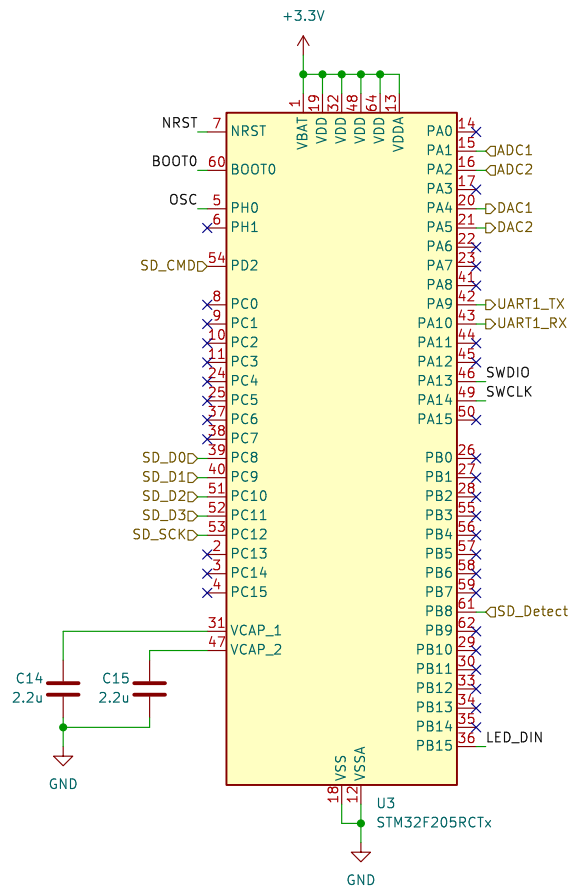 +3.3V
1 19 32 48 64 13
VBAT VDD VDD VDD VDD VDDA
NRST 7 NRST
BOOT0 60 BOOT0
OSC 5 PH0
6 PH1
SD_CMD 54 PD2
8 PC0
9 PC1
10 PC2
11 PC3
24 PC4
25 PC5
37 PC6
38 PC7
SD_D0 39 PC8
SD_D1 40 PC9
SD_D2 51 PC10
SD_D3 52 PC11
SD_SCK 53 PC12
2 PC13
3 PC14
4 PC15
31 VCAP_1
47 VCAP_2
PA0 14
PA1 15 ADC1
PA2 16 ADC2
PA3 17
PA4 20 DAC1
PA5 21 DAC2
PA6 22
PA7 23
PA8 41
PA9 42 UART1_TX
PA10 43 UART1_RX
PA11 44
PA12 45
PA13 46 SWDIO
PA14 49 SWCLK
PA15 50
PB0 26
PB1 27
PB2 28
PB3 55
PB4 56
PB5 57
PB6 58
PB7 59
PB8 61 SD_Detect
PB9 62
PB10 29
PB11 30
PB12 33
PB13 34
PB14 35
PB15 36 LED_DIN
C14
2.2u
C15
2.2u
GND
VSS VSSA
18 12
U3
STM32F205RCTx
GND